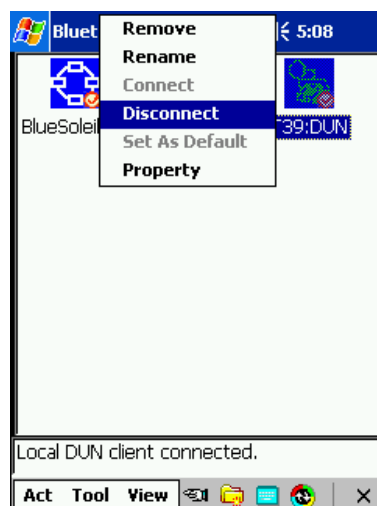 Bluet
5:08
Remove
Rename
Connect
Disconnect
Set As Default
Property
BlueSolei
T39:DUN
Local DUN client connected.
Act Tool View